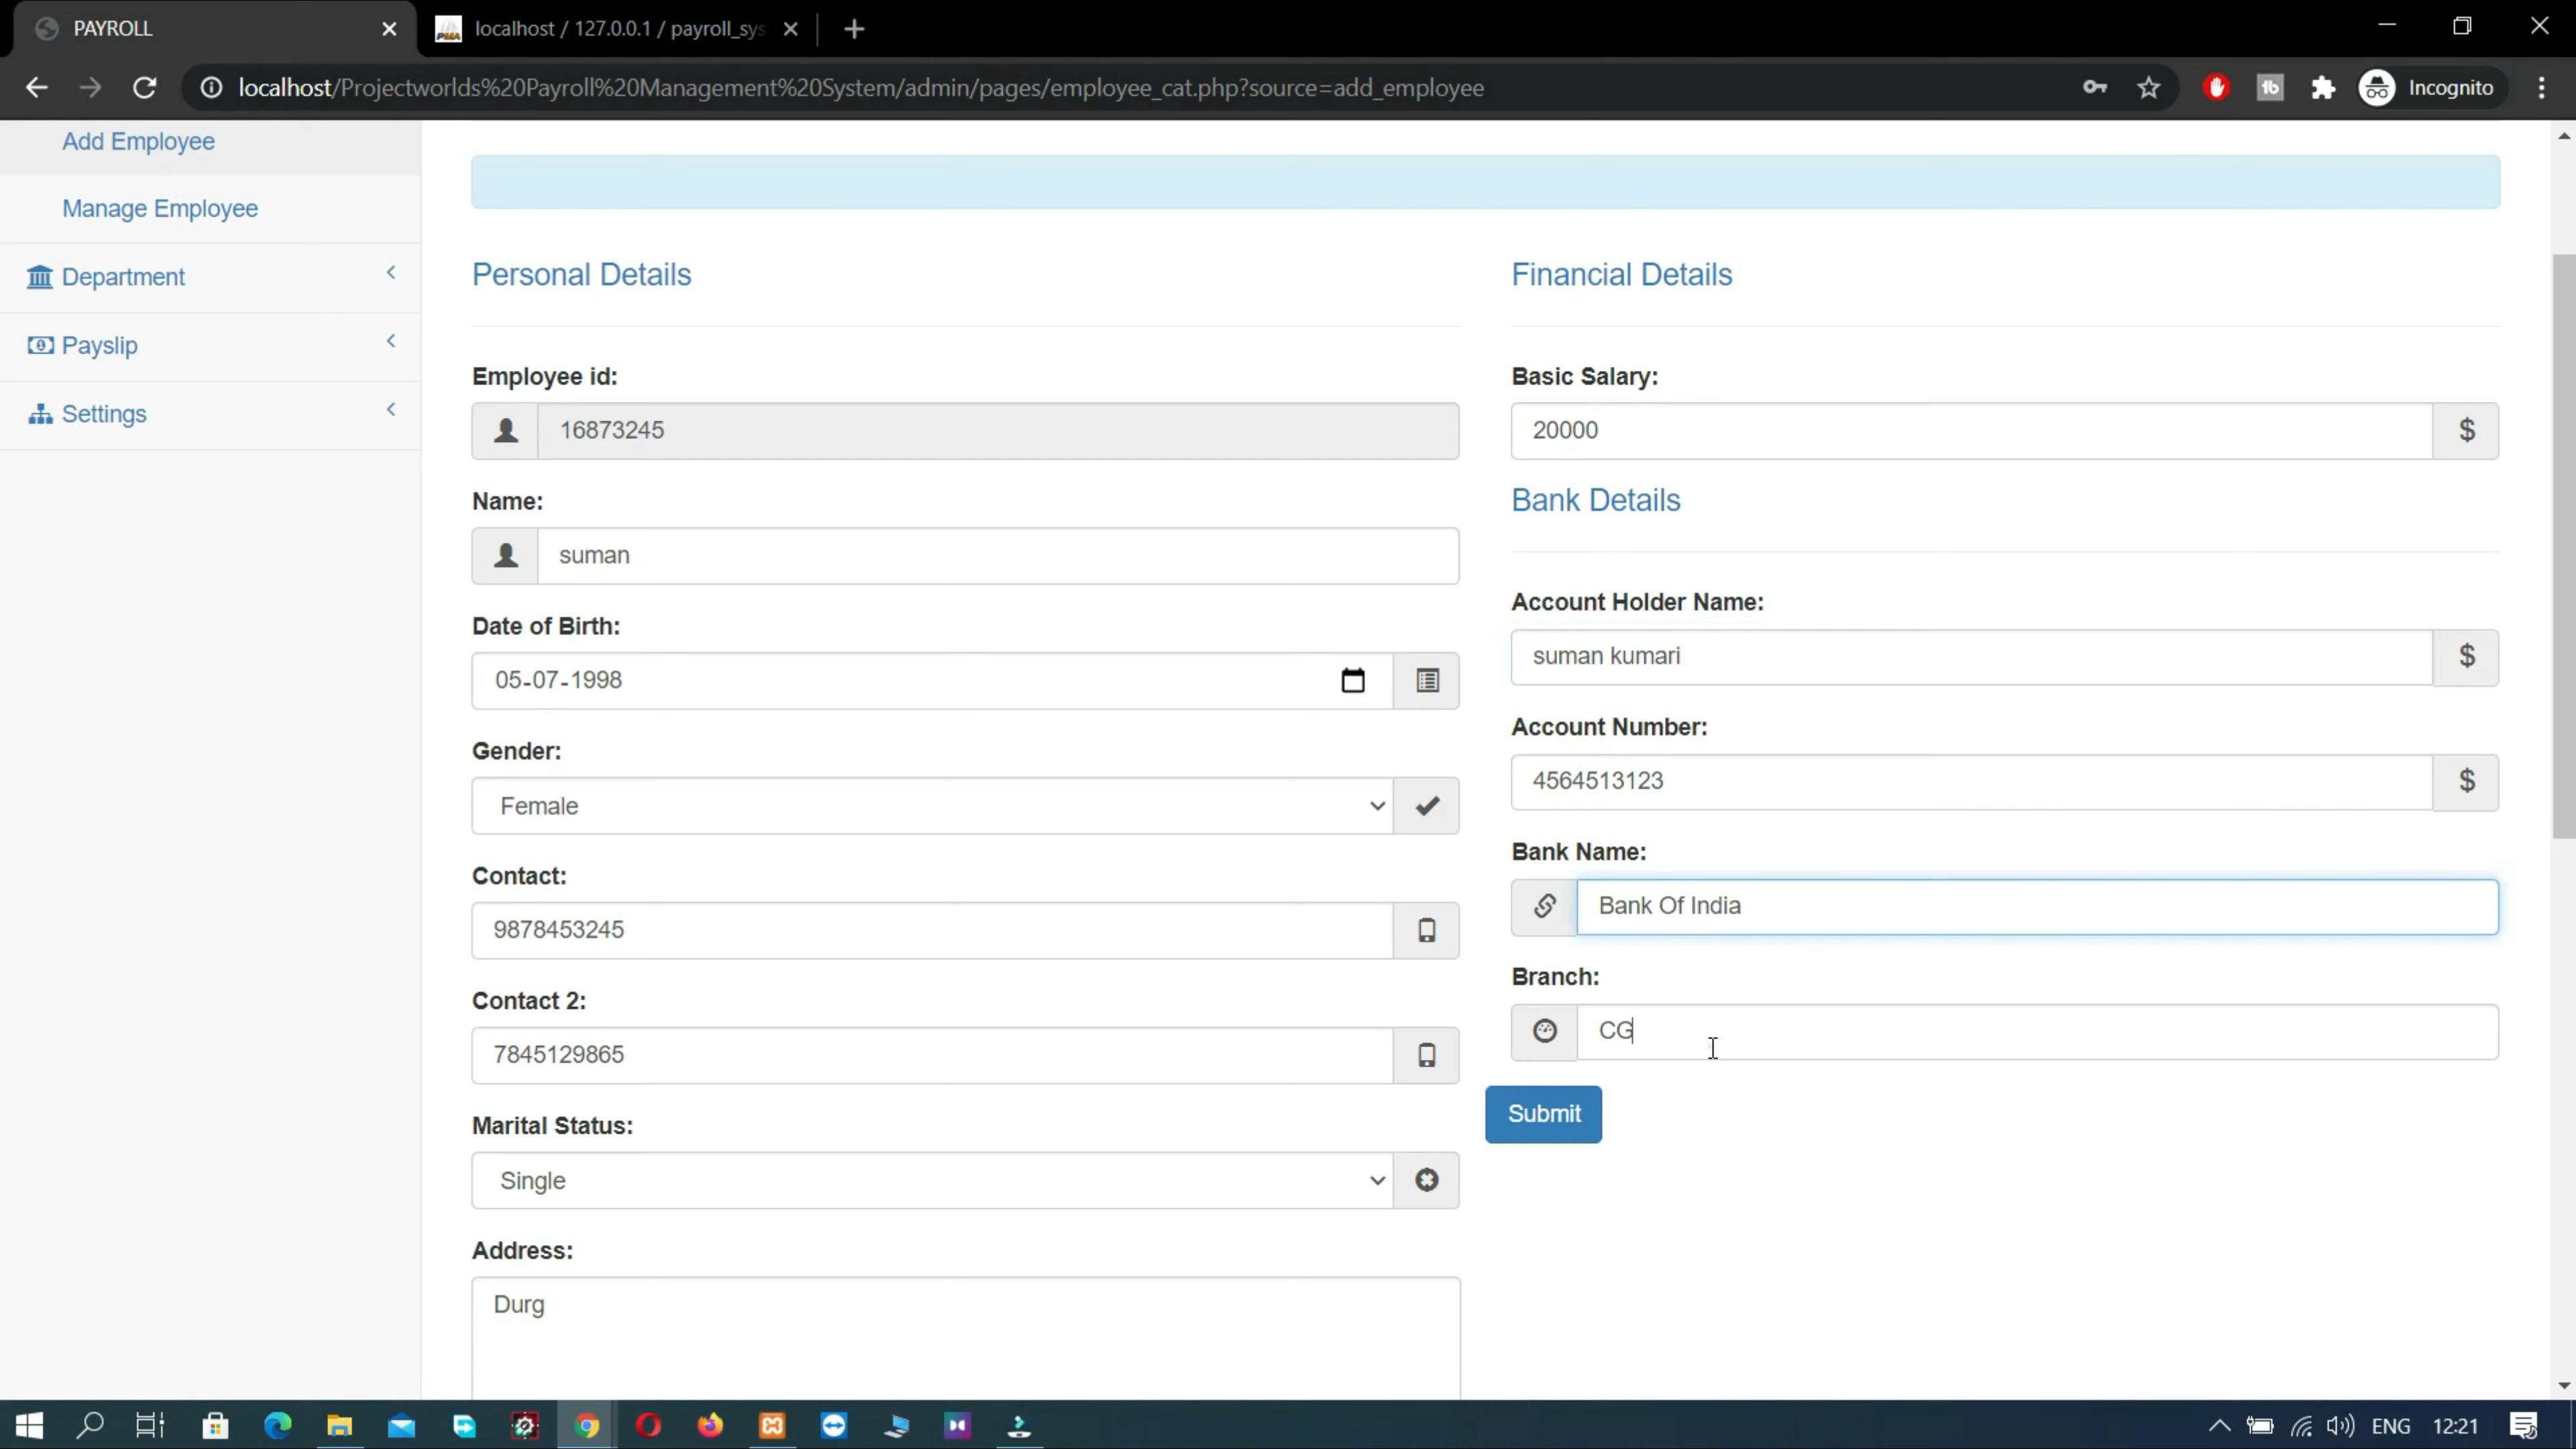 PAYROLL
localhost / 127.0.0.1 / payroll_sys
localhost/Projectworlds%20Payroll%20Management%20System/admin/pages/employee_cat.php?source=add_employee
tb
Incognito
Add Employee
Manage Employee
Department
Payslip
Settings
Personal Details
Employee id:
16873245
Name:
suman
Date of Birth:
05-07-1998
Gender:
Female
Contact:
9878453245
Contact 2:
7845129865
Marital Status:
Single
Address:
Durg
Financial Details
Basic Salary:
20000
$
Bank Details
Account Holder Name:
suman kumari
$
Account Number:
4564513123
$
Bank Name:
Bank Of India
Branch:
CG
Submit
ENG
12:21